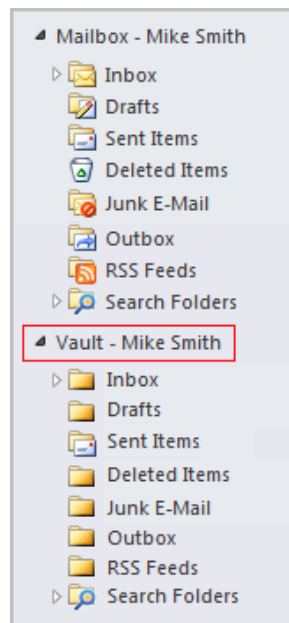 Mailbox - Mike Smith
Inbox
Drafts
Sent Items
Deleted Items
Junk E-Mail
Outbox
RSS Feeds
Search Folders
Vault - Mike Smith
Inbox
Drafts
Sent Items
Deleted Items
Junk E-Mail
Outbox
RSS Feeds
Search Folders